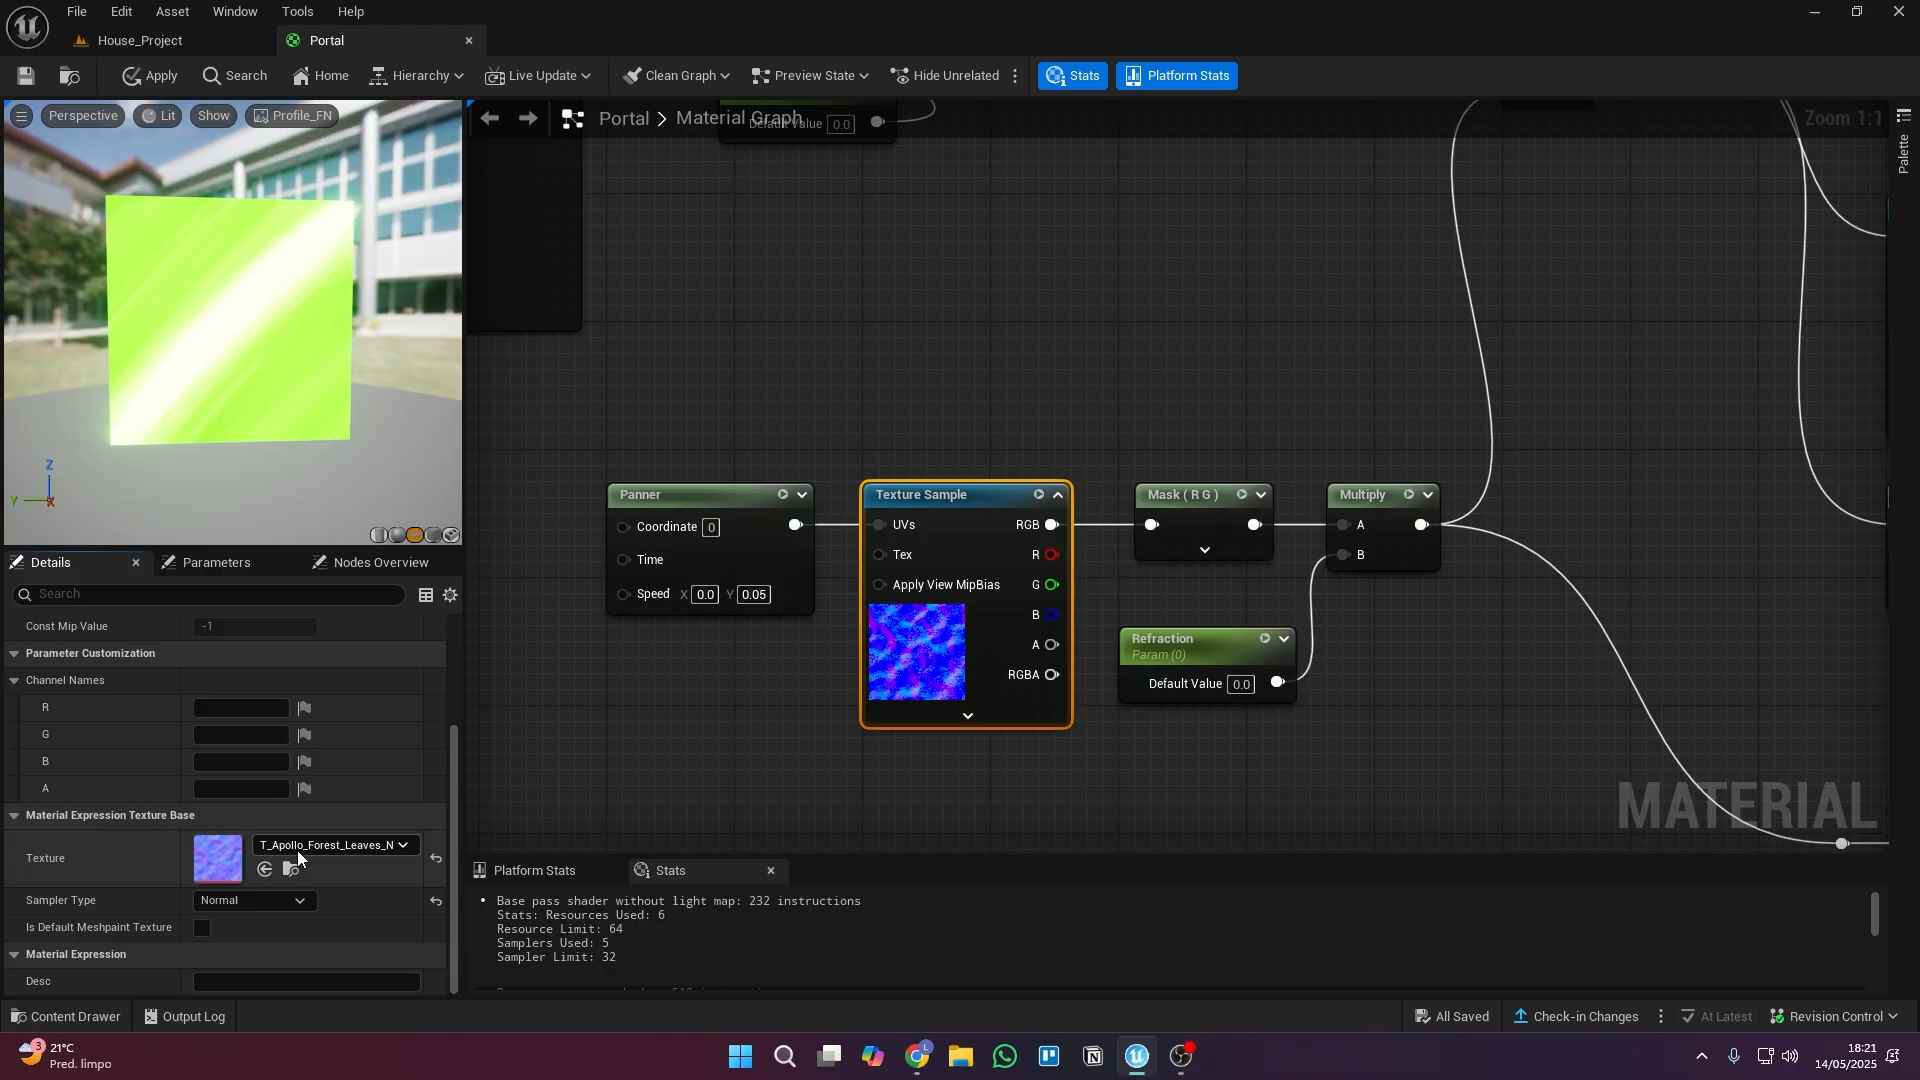 File Edit Asset Window Tools Help
House_Project
Portal
Apply Search Home Hierarchy Live Update Clean Graph Preview State Hide Unrelated Stats Platform Stats
Perspective Lit Show Profile_FN
Portal > Material Graph
Zoom 1:1
Palette
Default Value 0.0
Z
Y X
Details
Parameters
Nodes Overview
Search
Const Mip Value -1
Parameter Customization
Channel Names
R
G
B
A
Material Expression Texture Base
Texture T_Apollo_Forest_Leaves_N
Sampler Type Normal
Is Default Meshpaint Texture
Material Expression
Desc
Panner
Coordinate 0
Time
Speed X 0.0 Y 0.05
Texture Sample
UVs RGB
Tex R
Apply View MipBias G
B
A
RGBA
Mask ( R G )
Multiply
A
B
Refraction
Param (0)
Default Value 0.0
MATERIAL
Platform Stats
Stats
Base pass shader without light map: 232 instructions
Stats: Resources Used: 6
Resource Limit: 64
Samplers Used: 5
Sampler Limit: 32
Content Drawer
Output Log
All Saved
Check-in Changes
At Latest
Revision Control
3
21°C
Pred. limpo
L
18:21
14/05/2025